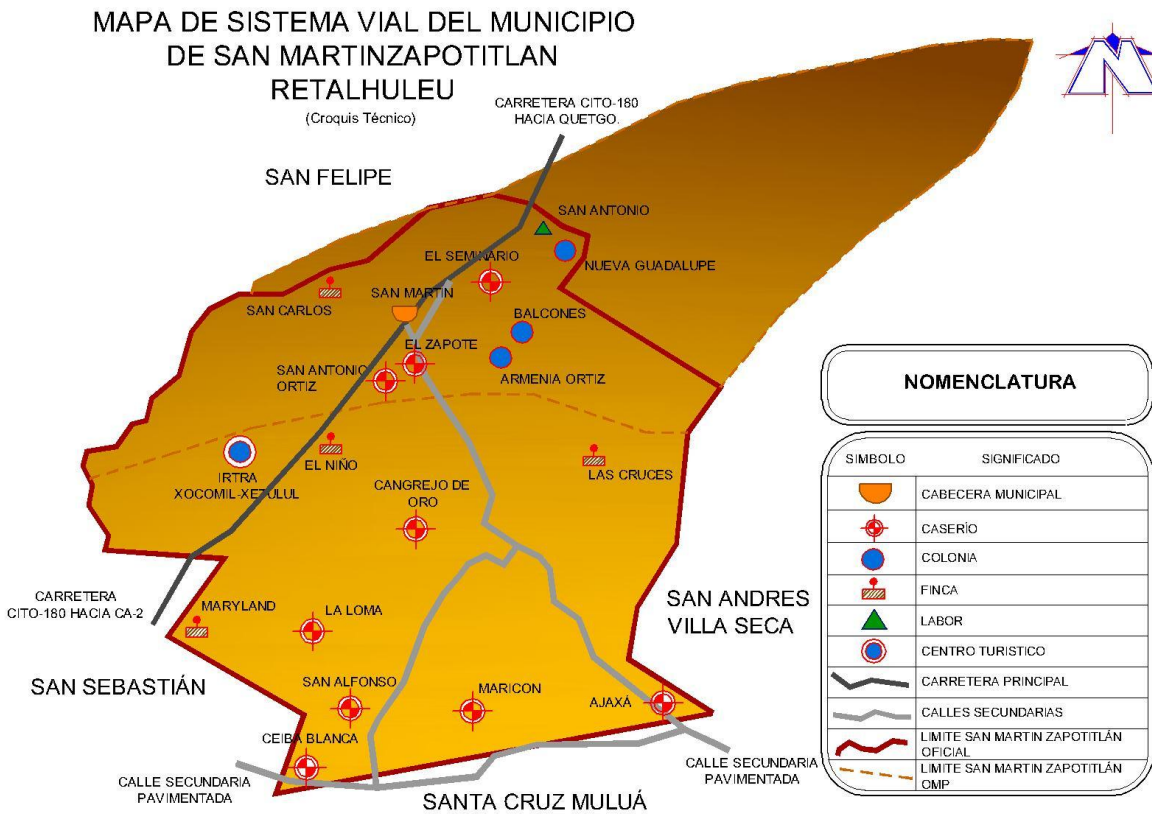 MAPA DE SISTEMA VIAL DEL MUNICIPIO
DE SAN MARTINZAPOTITLAN
RETALHULEU
(Croquis Técnico)
CARRETERA CITO-180
HACIA QUETGO.
SAN FELIPE
SAN ANTONIO
EL SEMINARIO
NUEVA GUADALUPE
SAN MARTIN
SAN CARLOS
BALCONES
EL ZAPOTE
SAN ANTONIO
ORTIZ
ARMENIA ORTIZ
IRTRA
XOCOMIL-XETULUL
EL NIÑO
LAS CRUCES
CANGREJO DE
ORO
CARRETERA
CITO-180 HACIA CA-2
MARYLAND
LA LOMA
SAN ANDRES
VILLA SECA
SAN SEBASTIÁN
SAN ALFONSO
MARICON
AJAXÁ
CEIBA BLANCA
CALLE SECUNDARIA
PAVIMENTADA
CALLE SECUNDARIA
PAVIMENTADA
SANTA CRUZ MULUÁ
NOMENCLATURA
SIMBOLO SIGNIFICADO
CABECERA MUNICIPAL
CASERÍO
COLONIA
FINCA
LABOR
CENTRO TURISTICO
CARRETERA PRINCIPAL
CALLES SECUNDARIAS
LIMITE SAN MARTIN ZAPOTITLÁN
OFICIAL
LIMITE SAN MARTIN ZAPOTITLÁN
OMP
N